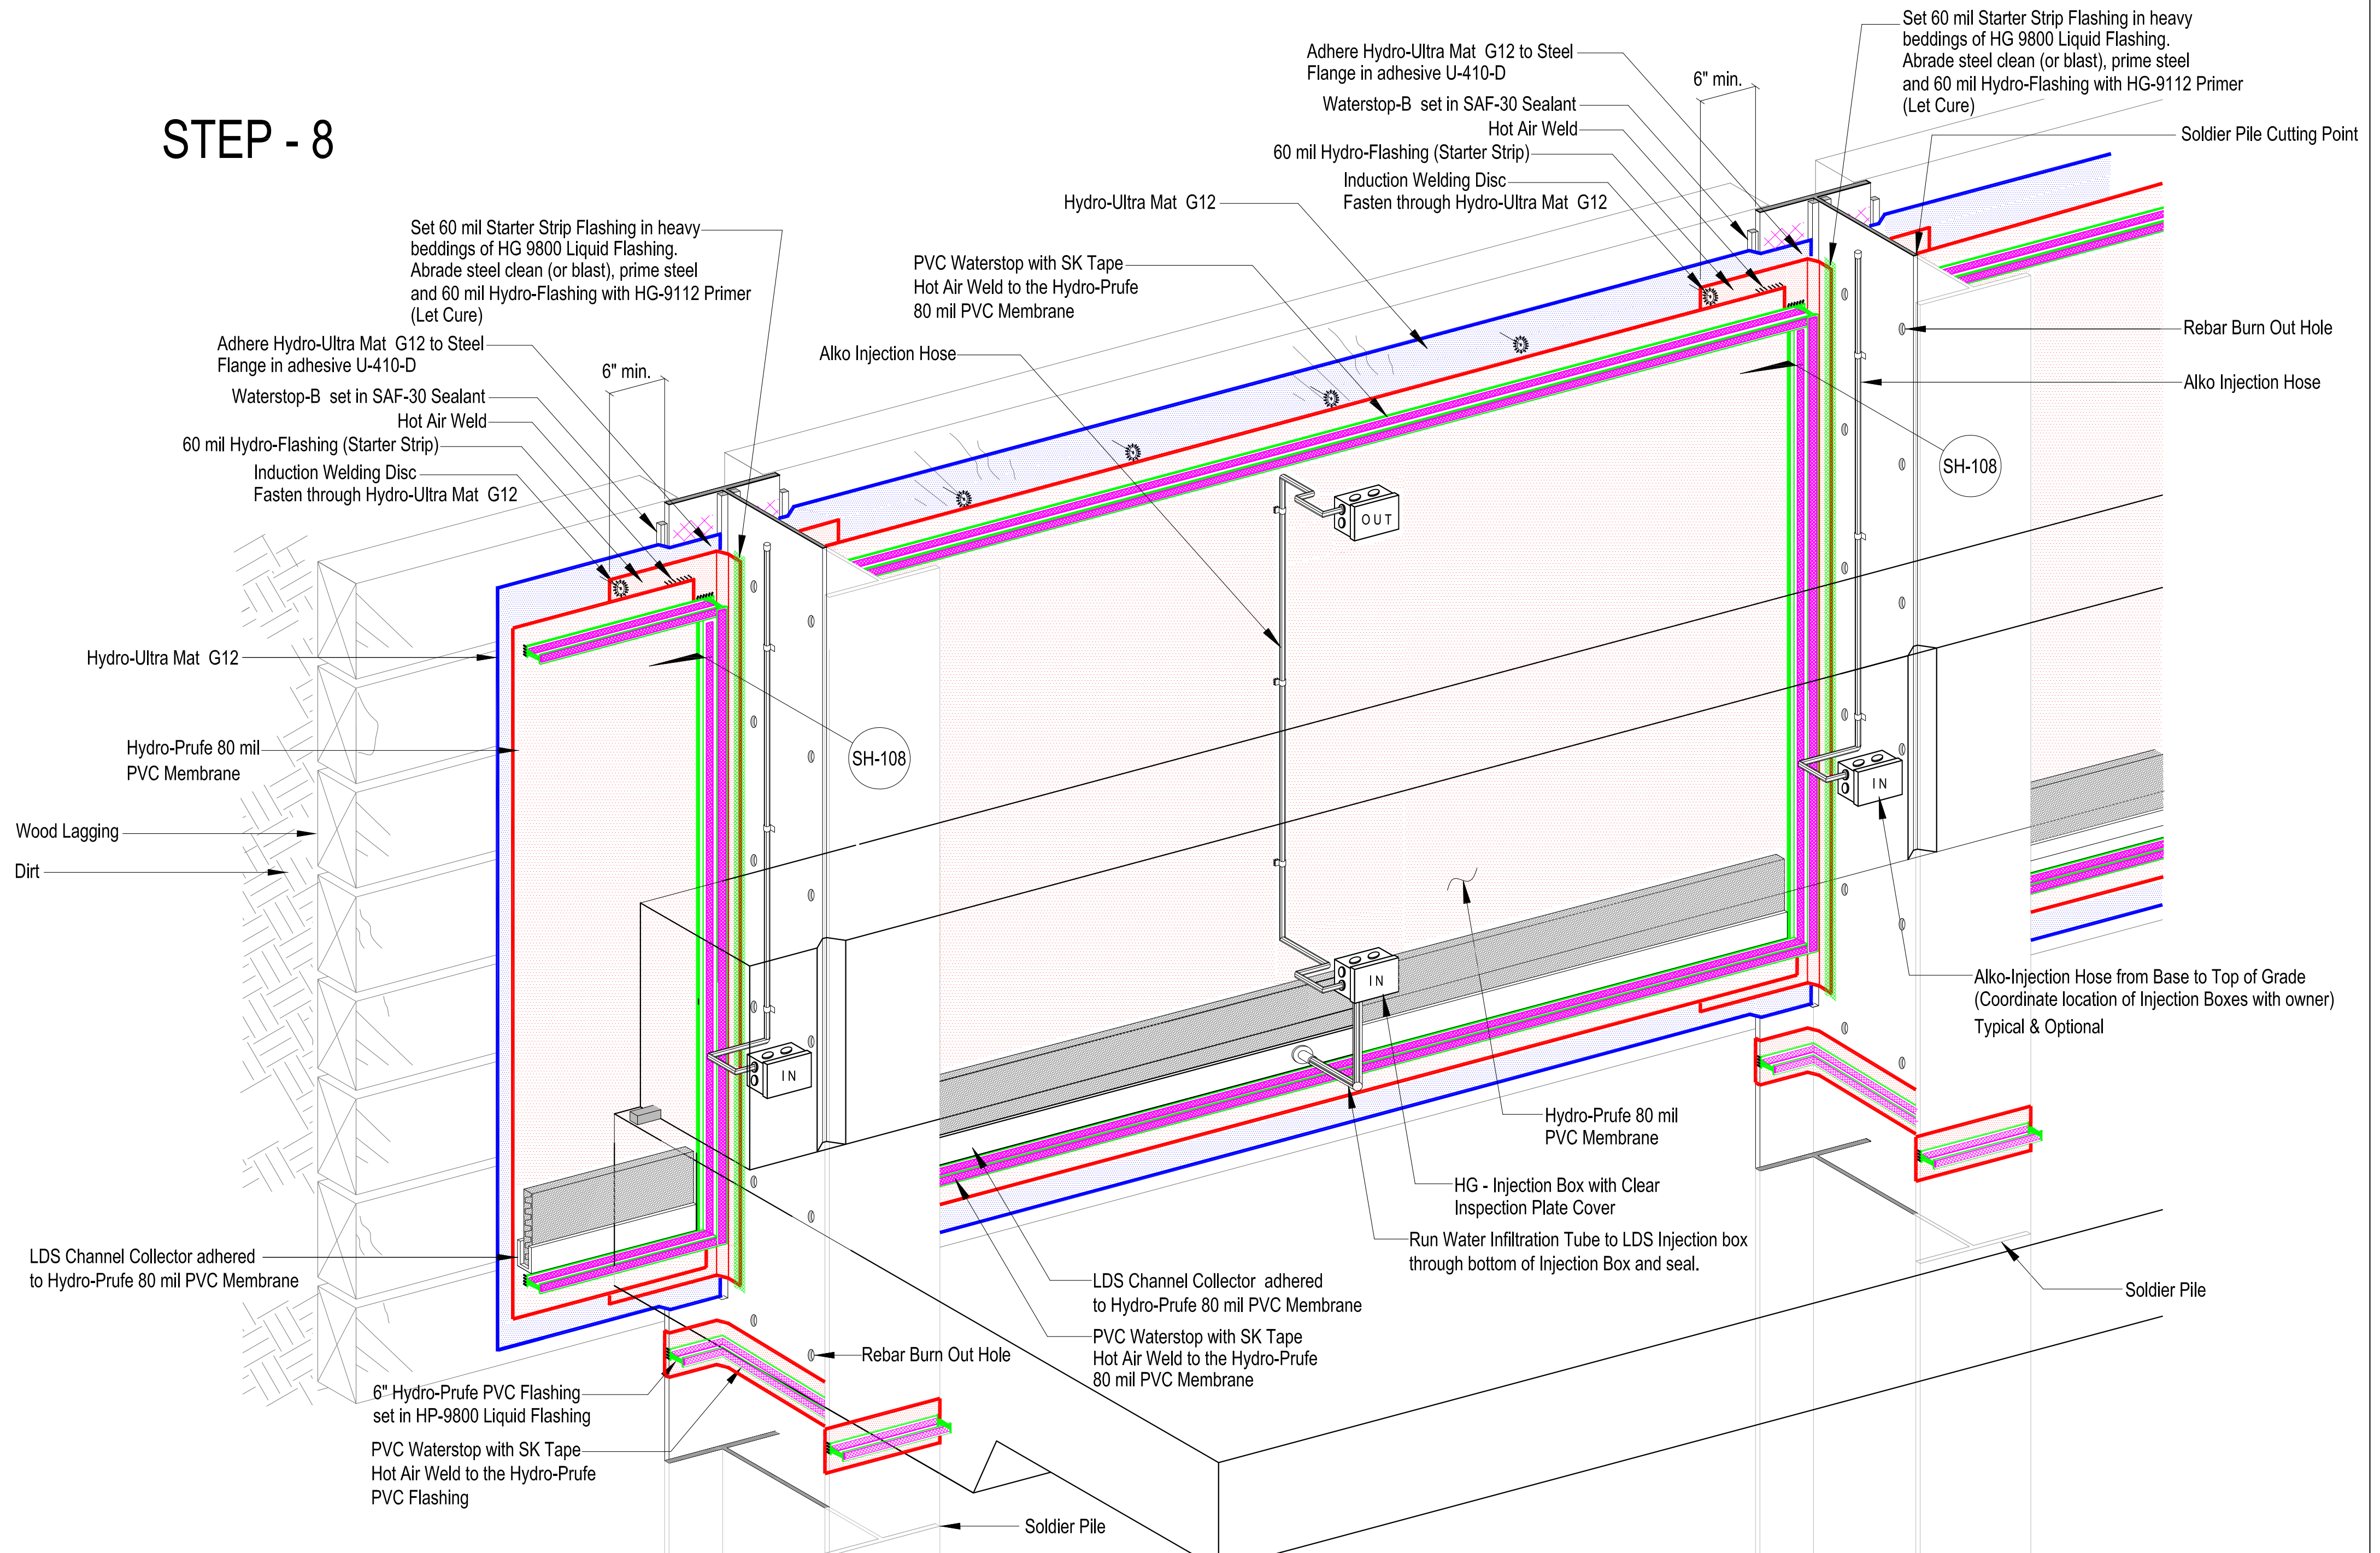 STEP - 8
Set 60 mil Starter Strip Flashing in heavy
beddings of HG 9800 Liquid Flashing.
Abrade steel clean (or blast), prime steel
and 60 mil Hydro-Flashing with HG-9112 Primer
(Let Cure)
Adhere Hydro-Ultra Mat G12 to Steel
Flange in adhesive U-410-D
6" min.
Waterstop-B set in SAF-30 Sealant
Hot Air Weld
60 mil Hydro-Flashing (Starter Strip)
Induction Welding Disc
Fasten through Hydro-Ultra Mat G12
Soldier Pile Cutting Point
Hydro-Ultra Mat G12
Set 60 mil Starter Strip Flashing in heavy
beddings of HG 9800 Liquid Flashing.
Abrade steel clean (or blast), prime steel
and 60 mil Hydro-Flashing with HG-9112 Primer
(Let Cure)
PVC Waterstop with SK Tape
Hot Air Weld to the Hydro-Prufe
80 mil PVC Membrane
Alko Injection Hose
Rebar Burn Out Hole
Alko Injection Hose
Adhere Hydro-Ultra Mat G12 to Steel
Flange in adhesive U-410-D
6" min.
Waterstop-B set in SAF-30 Sealant
Hot Air Weld
60 mil Hydro-Flashing (Starter Strip)
Induction Welding Disc
Fasten through Hydro-Ultra Mat G12
SH-108
OUT
Hydro-Ultra Mat G12
Hydro-Prufe 80 mil
PVC Membrane
SH-108
IN
Wood Lagging
Dirt
IN
Alko-Injection Hose from Base to Top of Grade
(Coordinate location of Injection Boxes with owner)
Typical & Optional
IN
Hydro-Prufe 80 mil
PVC Membrane
HG - Injection Box with Clear
Inspection Plate Cover
Run Water Infiltration Tube to LDS Injection box
through bottom of Injection Box and seal.
LDS Channel Collector adhered
to Hydro-Prufe 80 mil PVC Membrane
LDS Channel Collector adhered
to Hydro-Prufe 80 mil PVC Membrane
Soldier Pile
PVC Waterstop with SK Tape
Hot Air Weld to the Hydro-Prufe
80 mil PVC Membrane
Rebar Burn Out Hole
6" Hydro-Prufe PVC Flashing
set in HP-9800 Liquid Flashing
PVC Waterstop with SK Tape
Hot Air Weld to the Hydro-Prufe
PVC Flashing
Soldier Pile